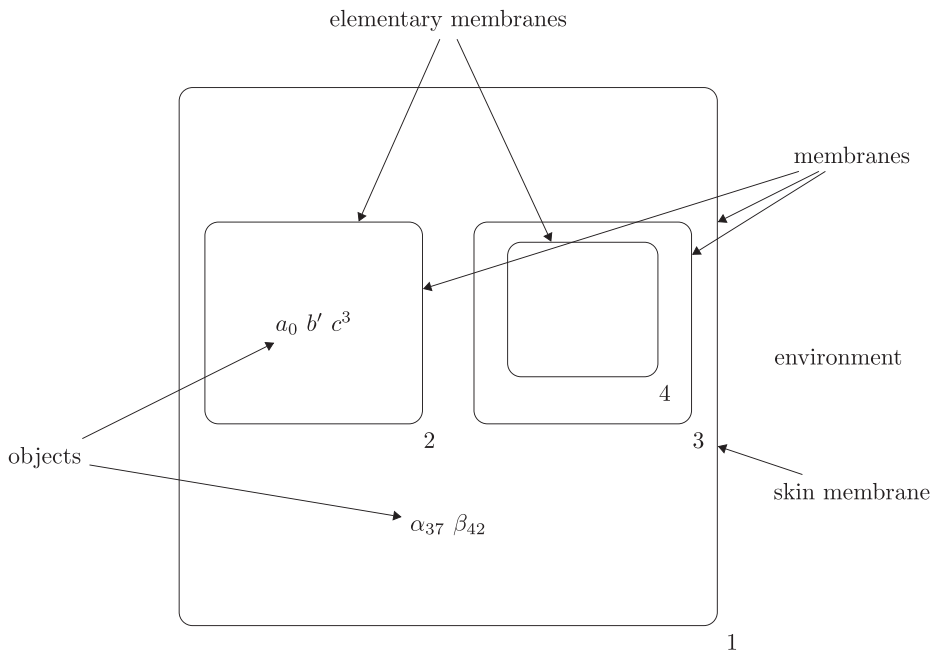 elementary membranes
membranes
a₀ b′ c³
environment
4
2
3
objects
skin membrane
α₃₇ β₄₂
1